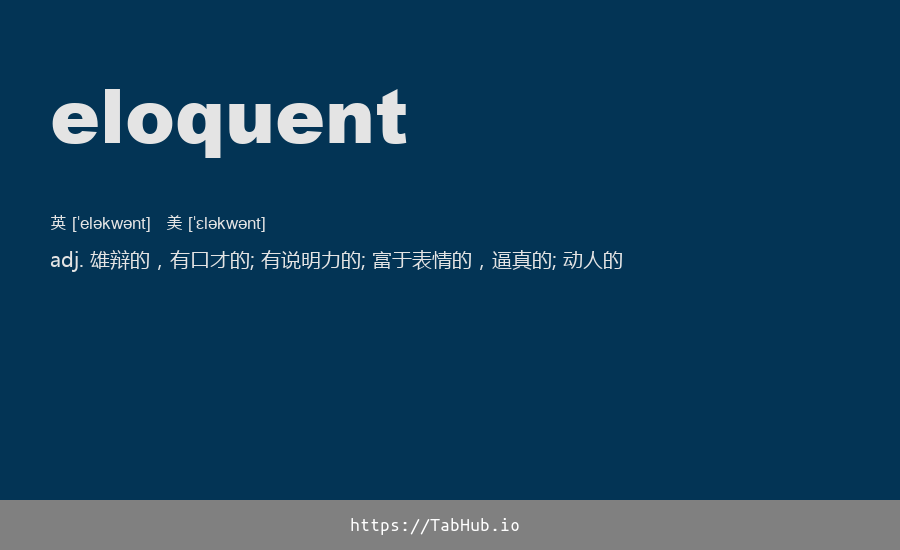 eloquent
英 [ˈeləkwənt] 美 [ˈɛləkwənt]
adj. 雄辩的，有口才的; 有说明力的; 富于表情的，逼真的; 动人的
https://TabHub.io